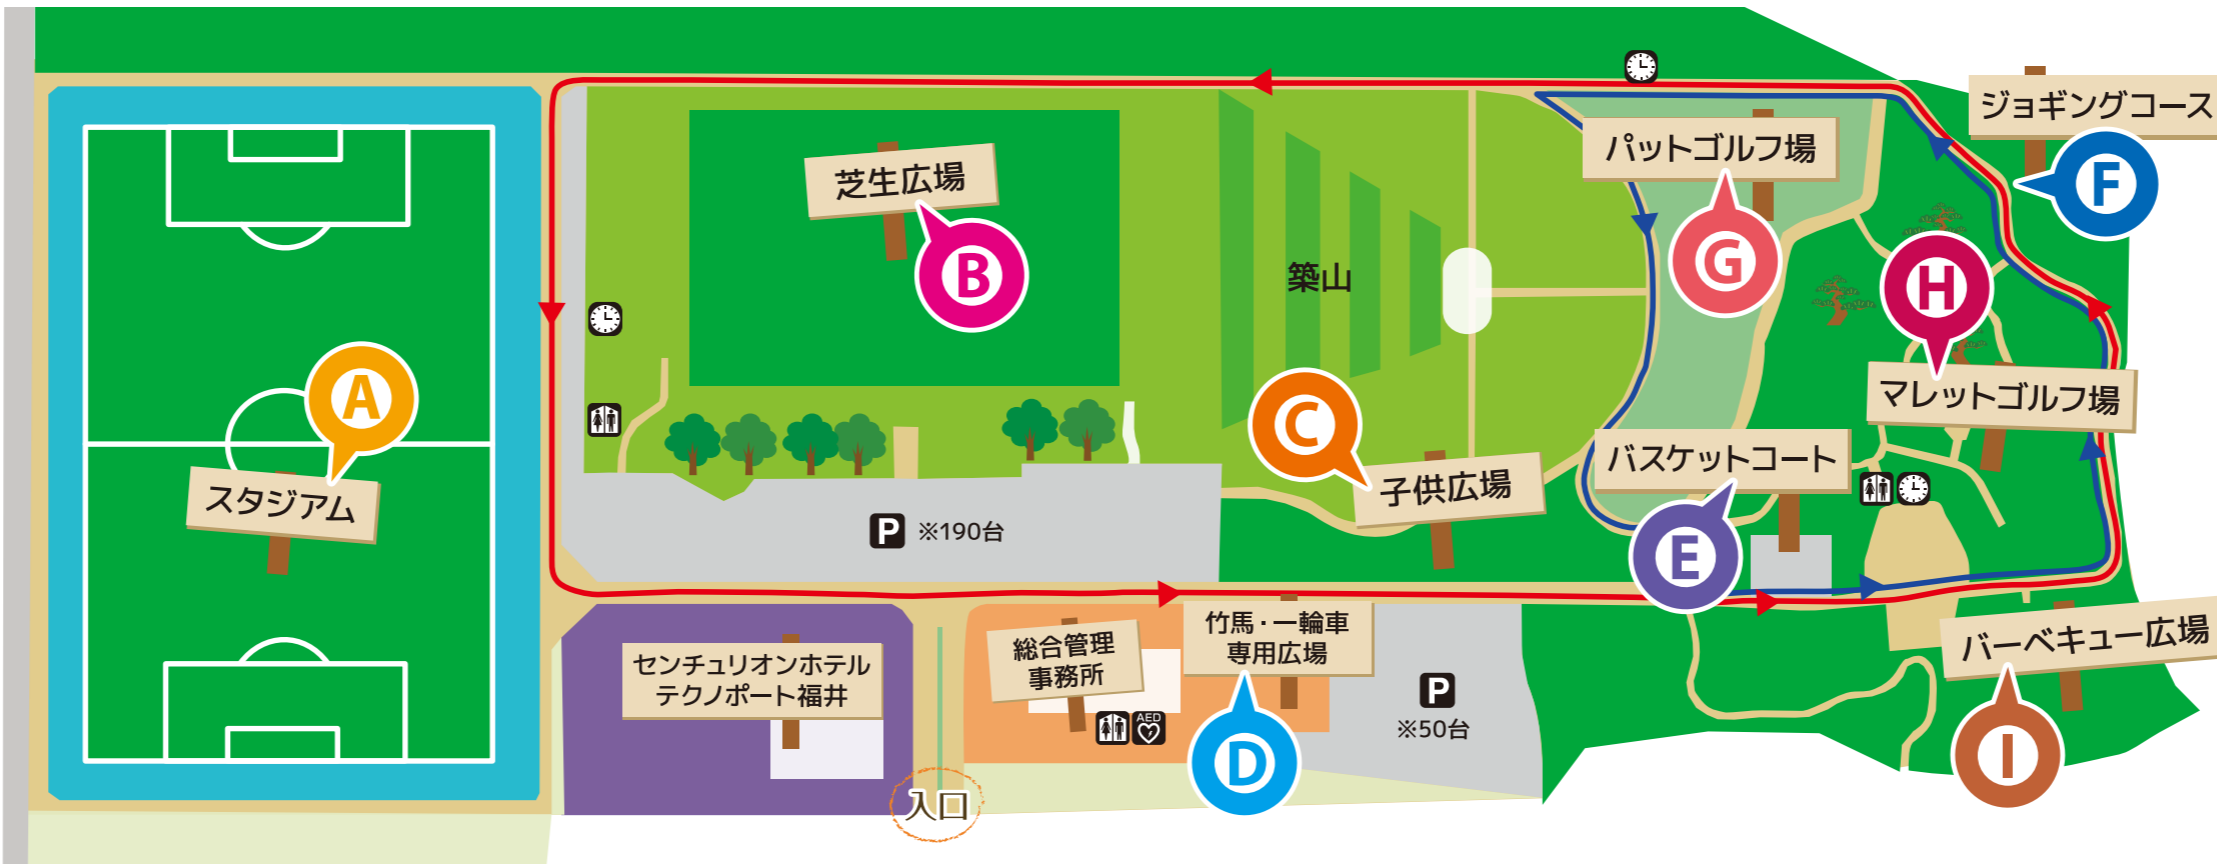 ジョギングコース
F
パットゴルフ場
G
芝生広場
B
築山
H
マレットゴルフ場
A
スタジアム
C
子供広場
バスケットコート
E
P ※190台
竹馬・一輪車
専用広場
D
総合管理
事務所
AED
センチュリオンホテル
テクノポート福井
P
※50台
バーベキュー広場
I
入口